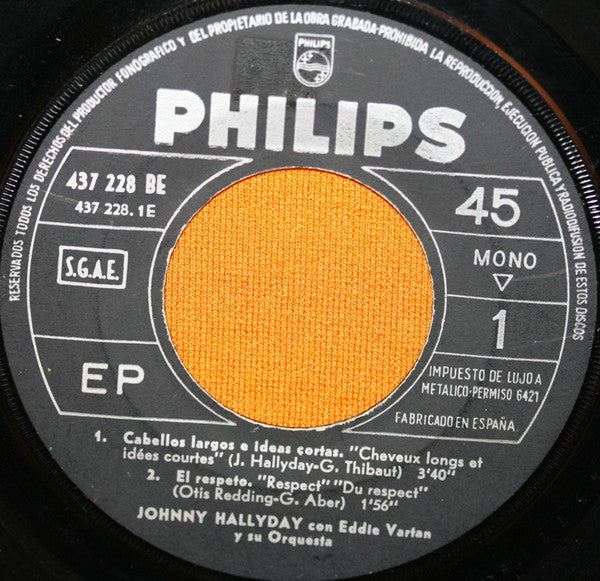 RESERVADOS TODOS LOS DERECHOS DEL PRODUCTOR FONOGRAFICO Y DEL PROPIETARIO DE LA OBRA GRABADA-PROHIBIDA LA REPRODUCCION, EJECUCION PUBLICA Y RADIODIFUSION DE ESTOS DISCOS
PHILIPS
PHILIPS
437 228 BE
437 228.1E
S.G.A.E.
EP
45
MONO
1
IMPUESTO DE LUJO A
METALICO-PERMISO 6421
FABRICADO EN ESPAÑA
1. Cabellos largos e ideas cortas. "Cheveux longs et
idées courtes" (J. Hallyday-G. Thibaut) 3'40"
2. El respeto. "Respect" "Du respect"
(Otis Redding-G. Aber) 1'56"
JOHNNY HALLYDAY con Eddie Vartan
y su Orquesta